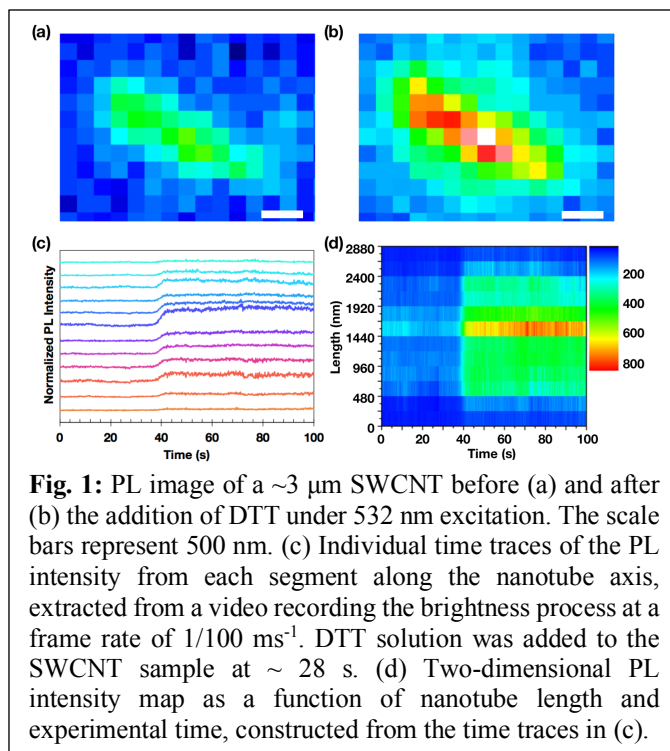 (a)
(b)
(c)
Normalized PL Intensity
0 20 40 60 80 100
Time (s)
(d)
Length (nm)
2880
2400
1920
1440
960
480
0
0 20 40 60 80 100
Time (s)
200
400
600
800
Fig. 1: PL image of a ~3 μm SWCNT before (a) and after
(b) the addition of DTT under 532 nm excitation. The scale
bars represent 500 nm. (c) Individual time traces of the PL
intensity from each segment along the nanotube axis,
extracted from a video recording the brightness process at a
frame rate of 1/100 ms⁻¹. DTT solution was added to the
SWCNT sample at ~ 28 s. (d) Two-dimensional PL
intensity map as a function of nanotube length and
experimental time, constructed from the time traces in (c).